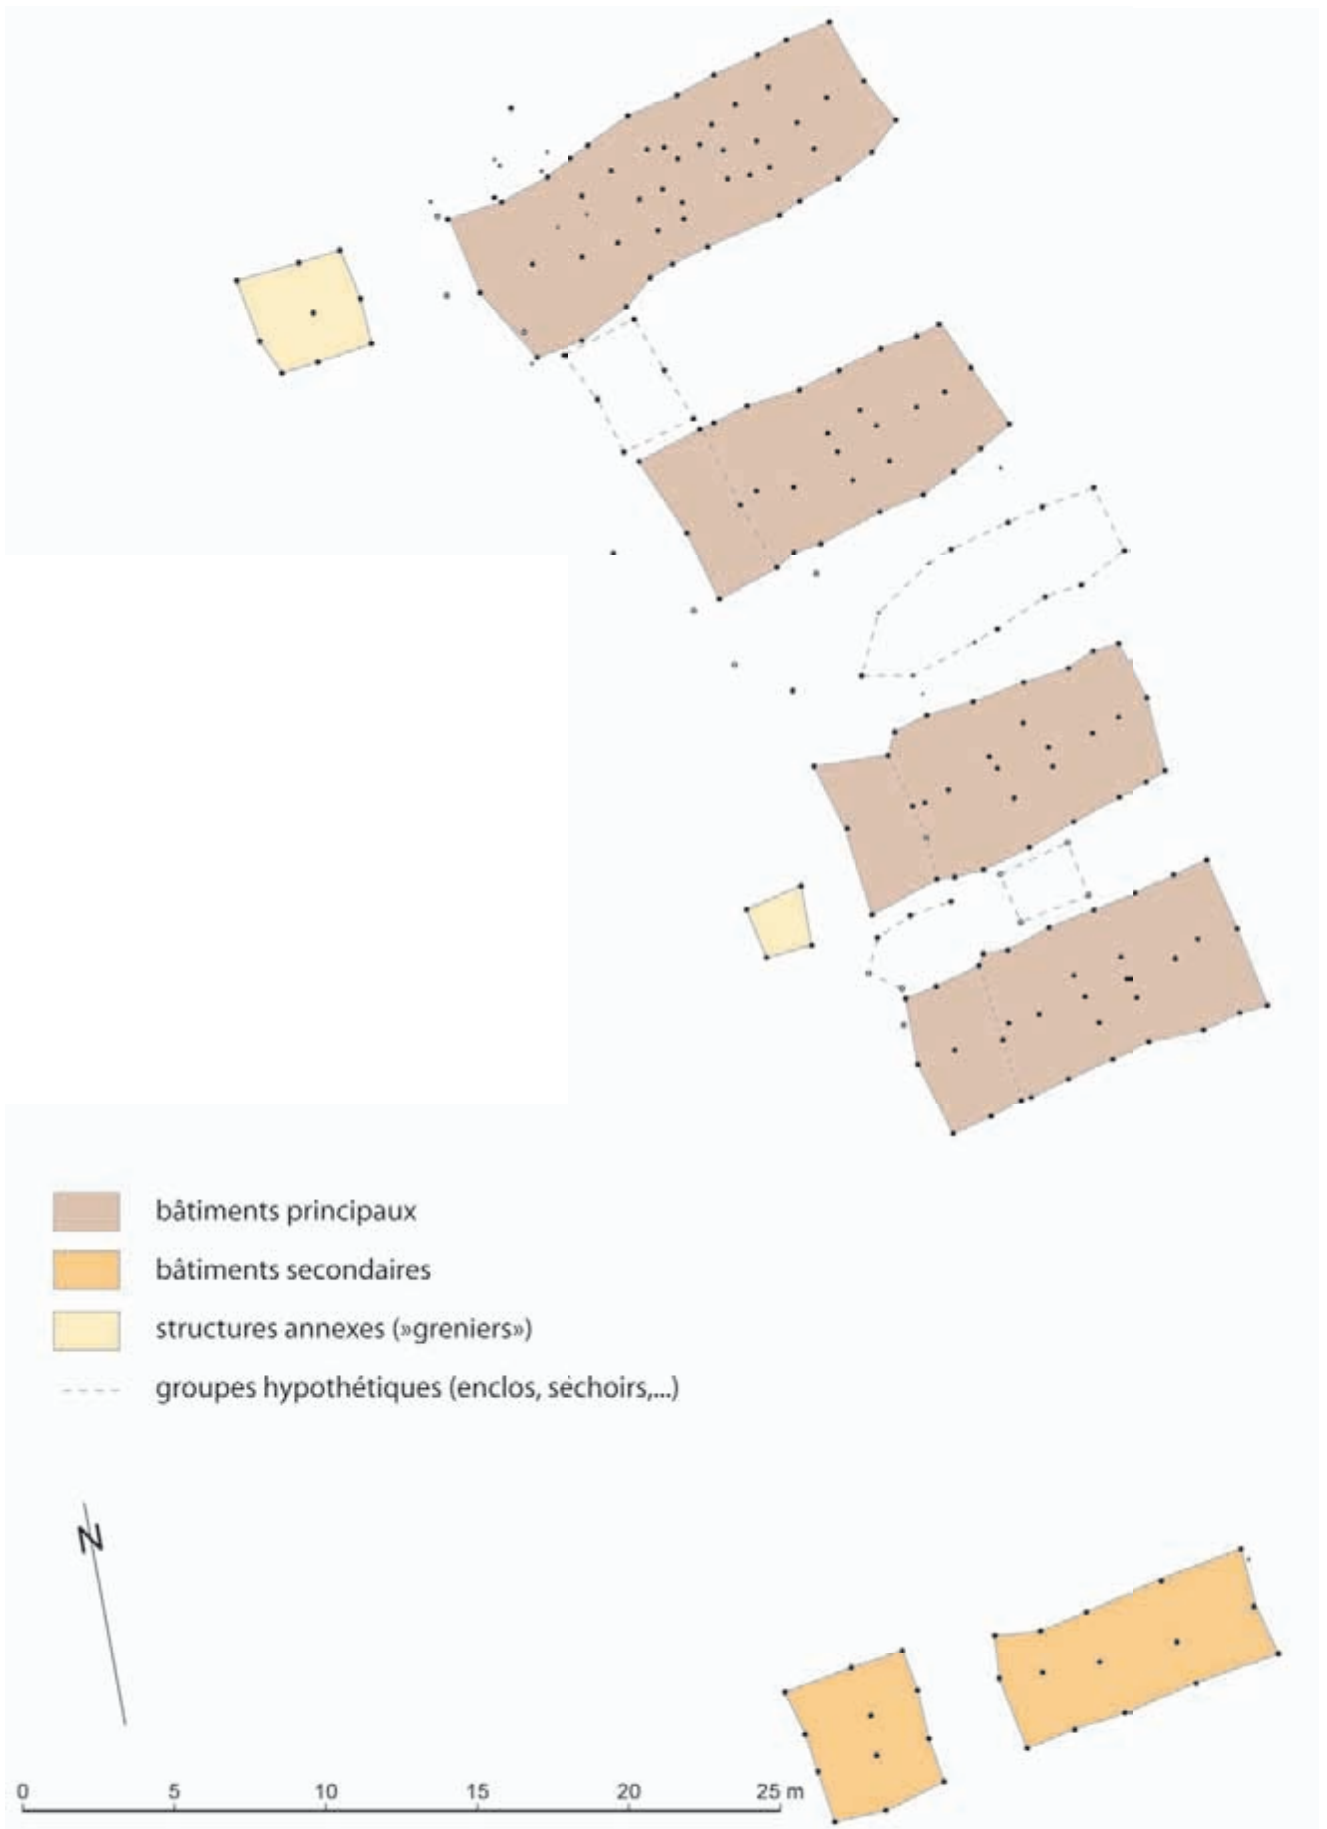 bâtiments principaux
bâtiments secondaires
structures annexes (»greniers»)
groupes hypothétiques (enclos, séchoirs,...)
N
0 5 10 15 20 25 m